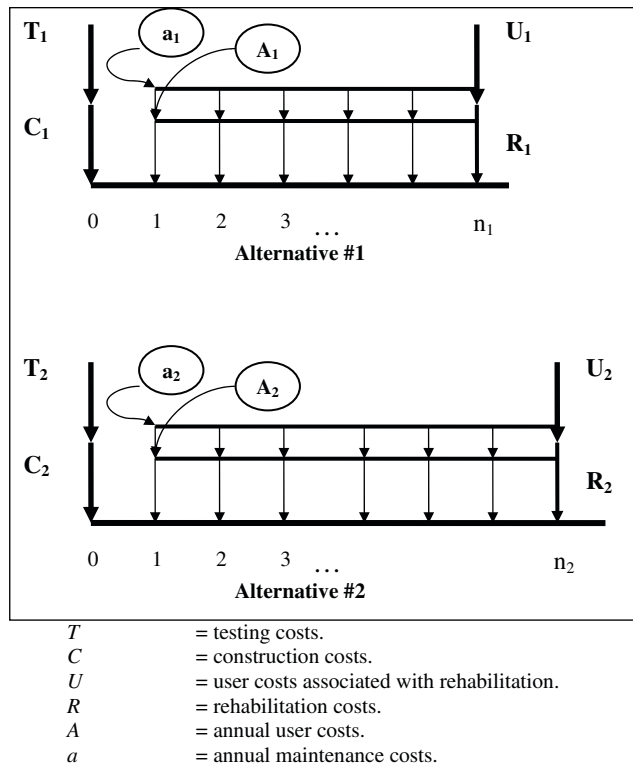 T₁ a₁ A₁ U₁
C₁ R₁
0 1 2 3 ... n₁
Alternative #1
T₂ a₂ A₂ U₂
C₂ R₂
0 1 2 3 ... n₂
Alternative #2
T = testing costs.
C = construction costs.
U = user costs associated with rehabilitation.
R = rehabilitation costs.
A = annual user costs.
a = annual maintenance costs.